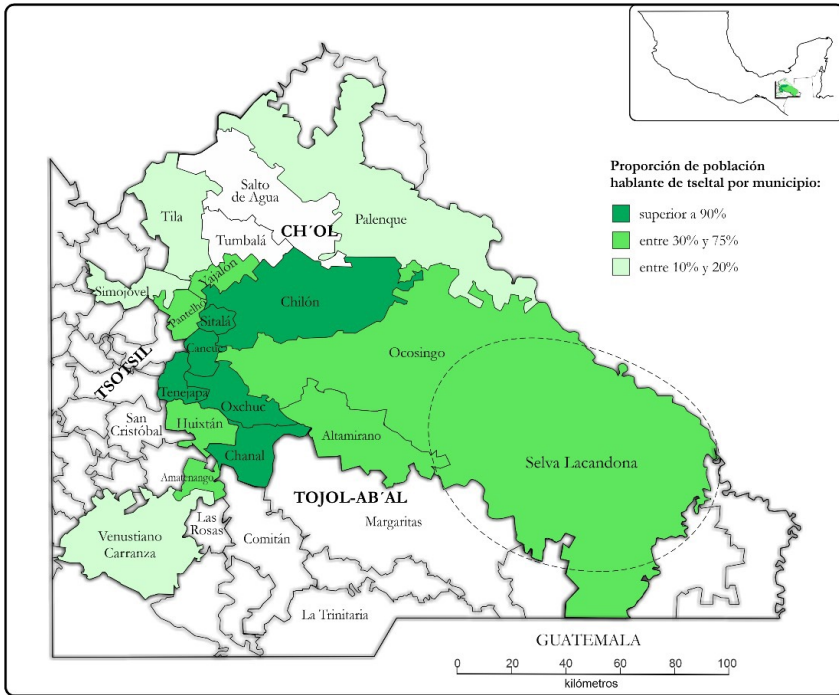 Proporción de población
hablante de tseltal por municipio:
superior a 90%
entre 30% y 75%
entre 10% y 20%
Salto
de Agua
Tila
Palenque
Tumbalá
CH´OL
Yajalón
Simojóvel
Pantelhó
Chilón
Sitalá
Cancuc
Ocosingo
TSOTSIL
Tenejapa
Oxchuc
San
Cristóbal
Huixtán
Altamirano
Chanal
Selva Lacandona
Amatenango
TOJOL-AB´AL
Las
Rosas
Margaritas
Venustiano
Carranza
Comitán
La Trinitaria
GUATEMALA
0 20 40 60 80 100
kilómetros